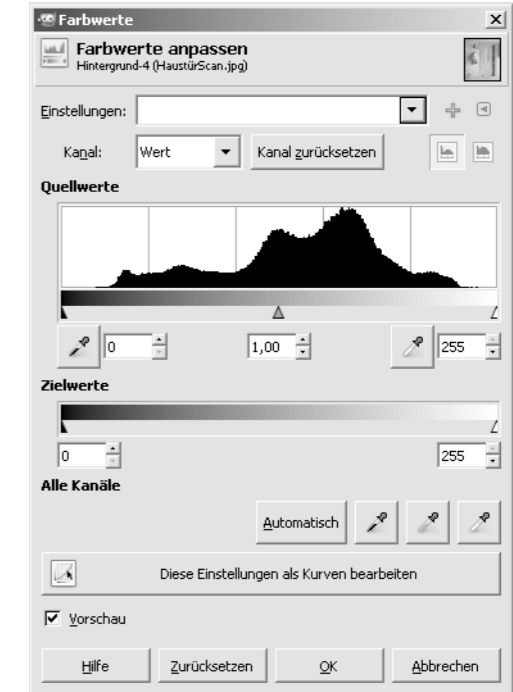 Farbwerte
Farbwerte anpassen
Hintergrund-4 (HaustürScan.jpg)
Einstellungen:
Kanal: Wert Kanal zurücksetzen
Quellwerte
0 1,00 255
Zielwerte
0 255
Alle Kanäle
Automatisch
Diese Einstellungen als Kurven bearbeiten
Vorschau
Hilfe Zurücksetzen OK Abbrechen